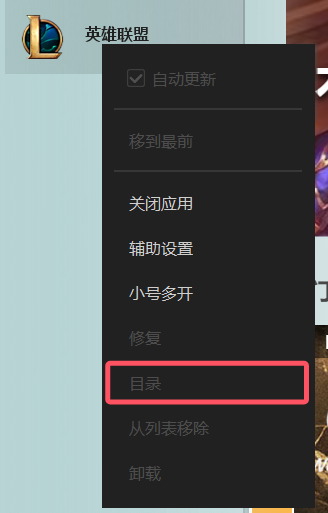 英雄联盟
自动更新
移到最前
关闭应用
辅助设置
小号多开
修复
目录
从列表移除
卸载